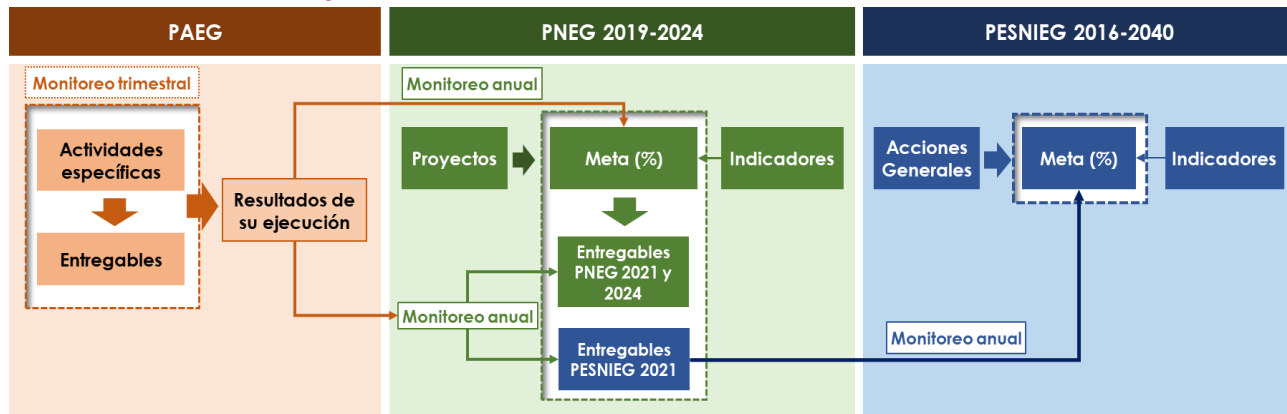 PAEG
PNEG 2019-2024
PESNIEG 2016-2040
Monitoreo trimestral
Actividades
específicas
Entregables
Resultados de
su ejecución
Monitoreo anual
Proyectos
Meta (%)
Indicadores
Entregables
PNEG 2021 y
2024
Monitoreo anual
Entregables
PESNIEG 2021
Acciones
Generales
Meta (%)
Indicadores
Monitoreo anual